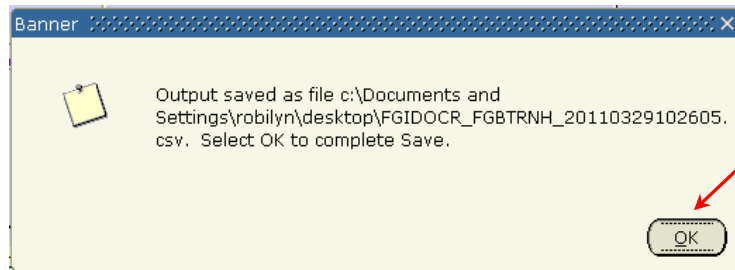 Banner
Output saved as file c:\Documents and
Settings\robilyn\desktop\FGIDOCR_FGBTRNH_20110329102605.
csv.  Select OK to complete Save.
OK